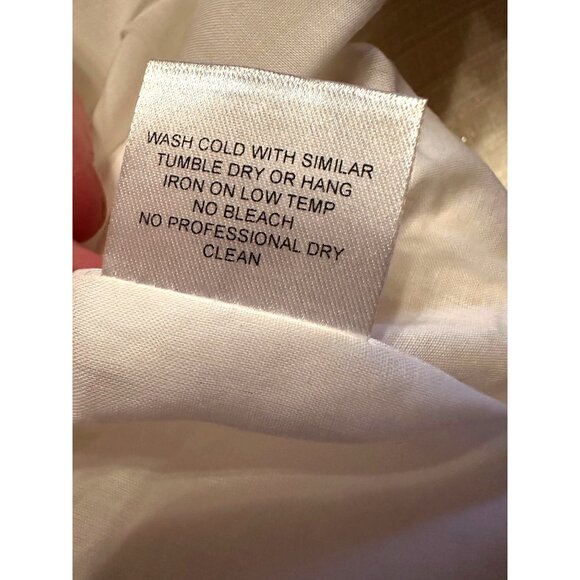 WASH COLD WITH SIMILAR
TUMBLE DRY OR HANG
IRON ON LOW TEMP
NO BLEACH
NO PROFESSIONAL DRY
CLEAN